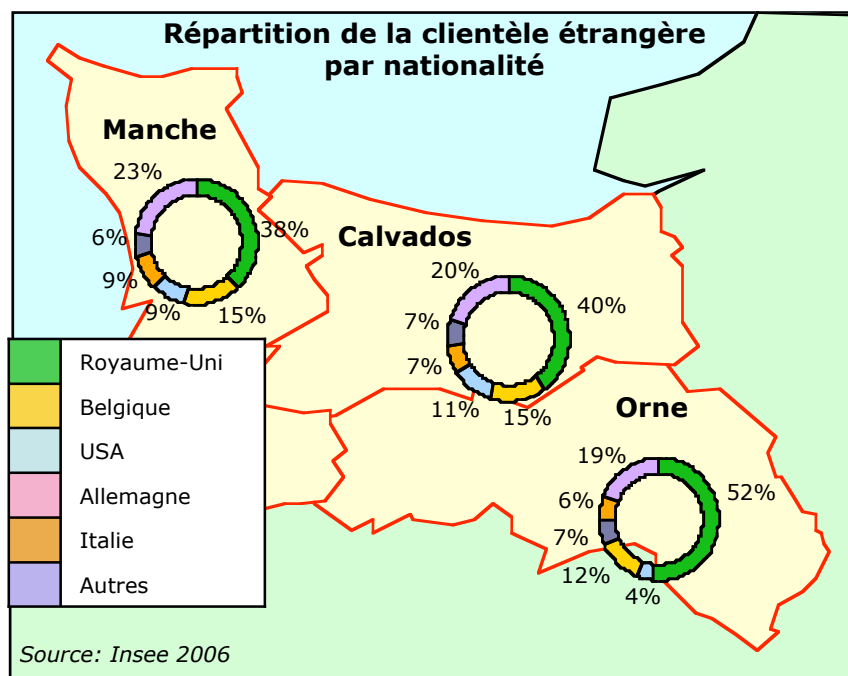 Répartition de la clientèle étrangère
par nationalité
Manche
23%
38%
6%
9%
9%
15%
Calvados
20%
40%
7%
7%
11%
15%
Orne
19%
52%
6%
7%
12%
4%
Royaume-Uni
Belgique
USA
Allemagne
Italie
Autres
Source: Insee 2006